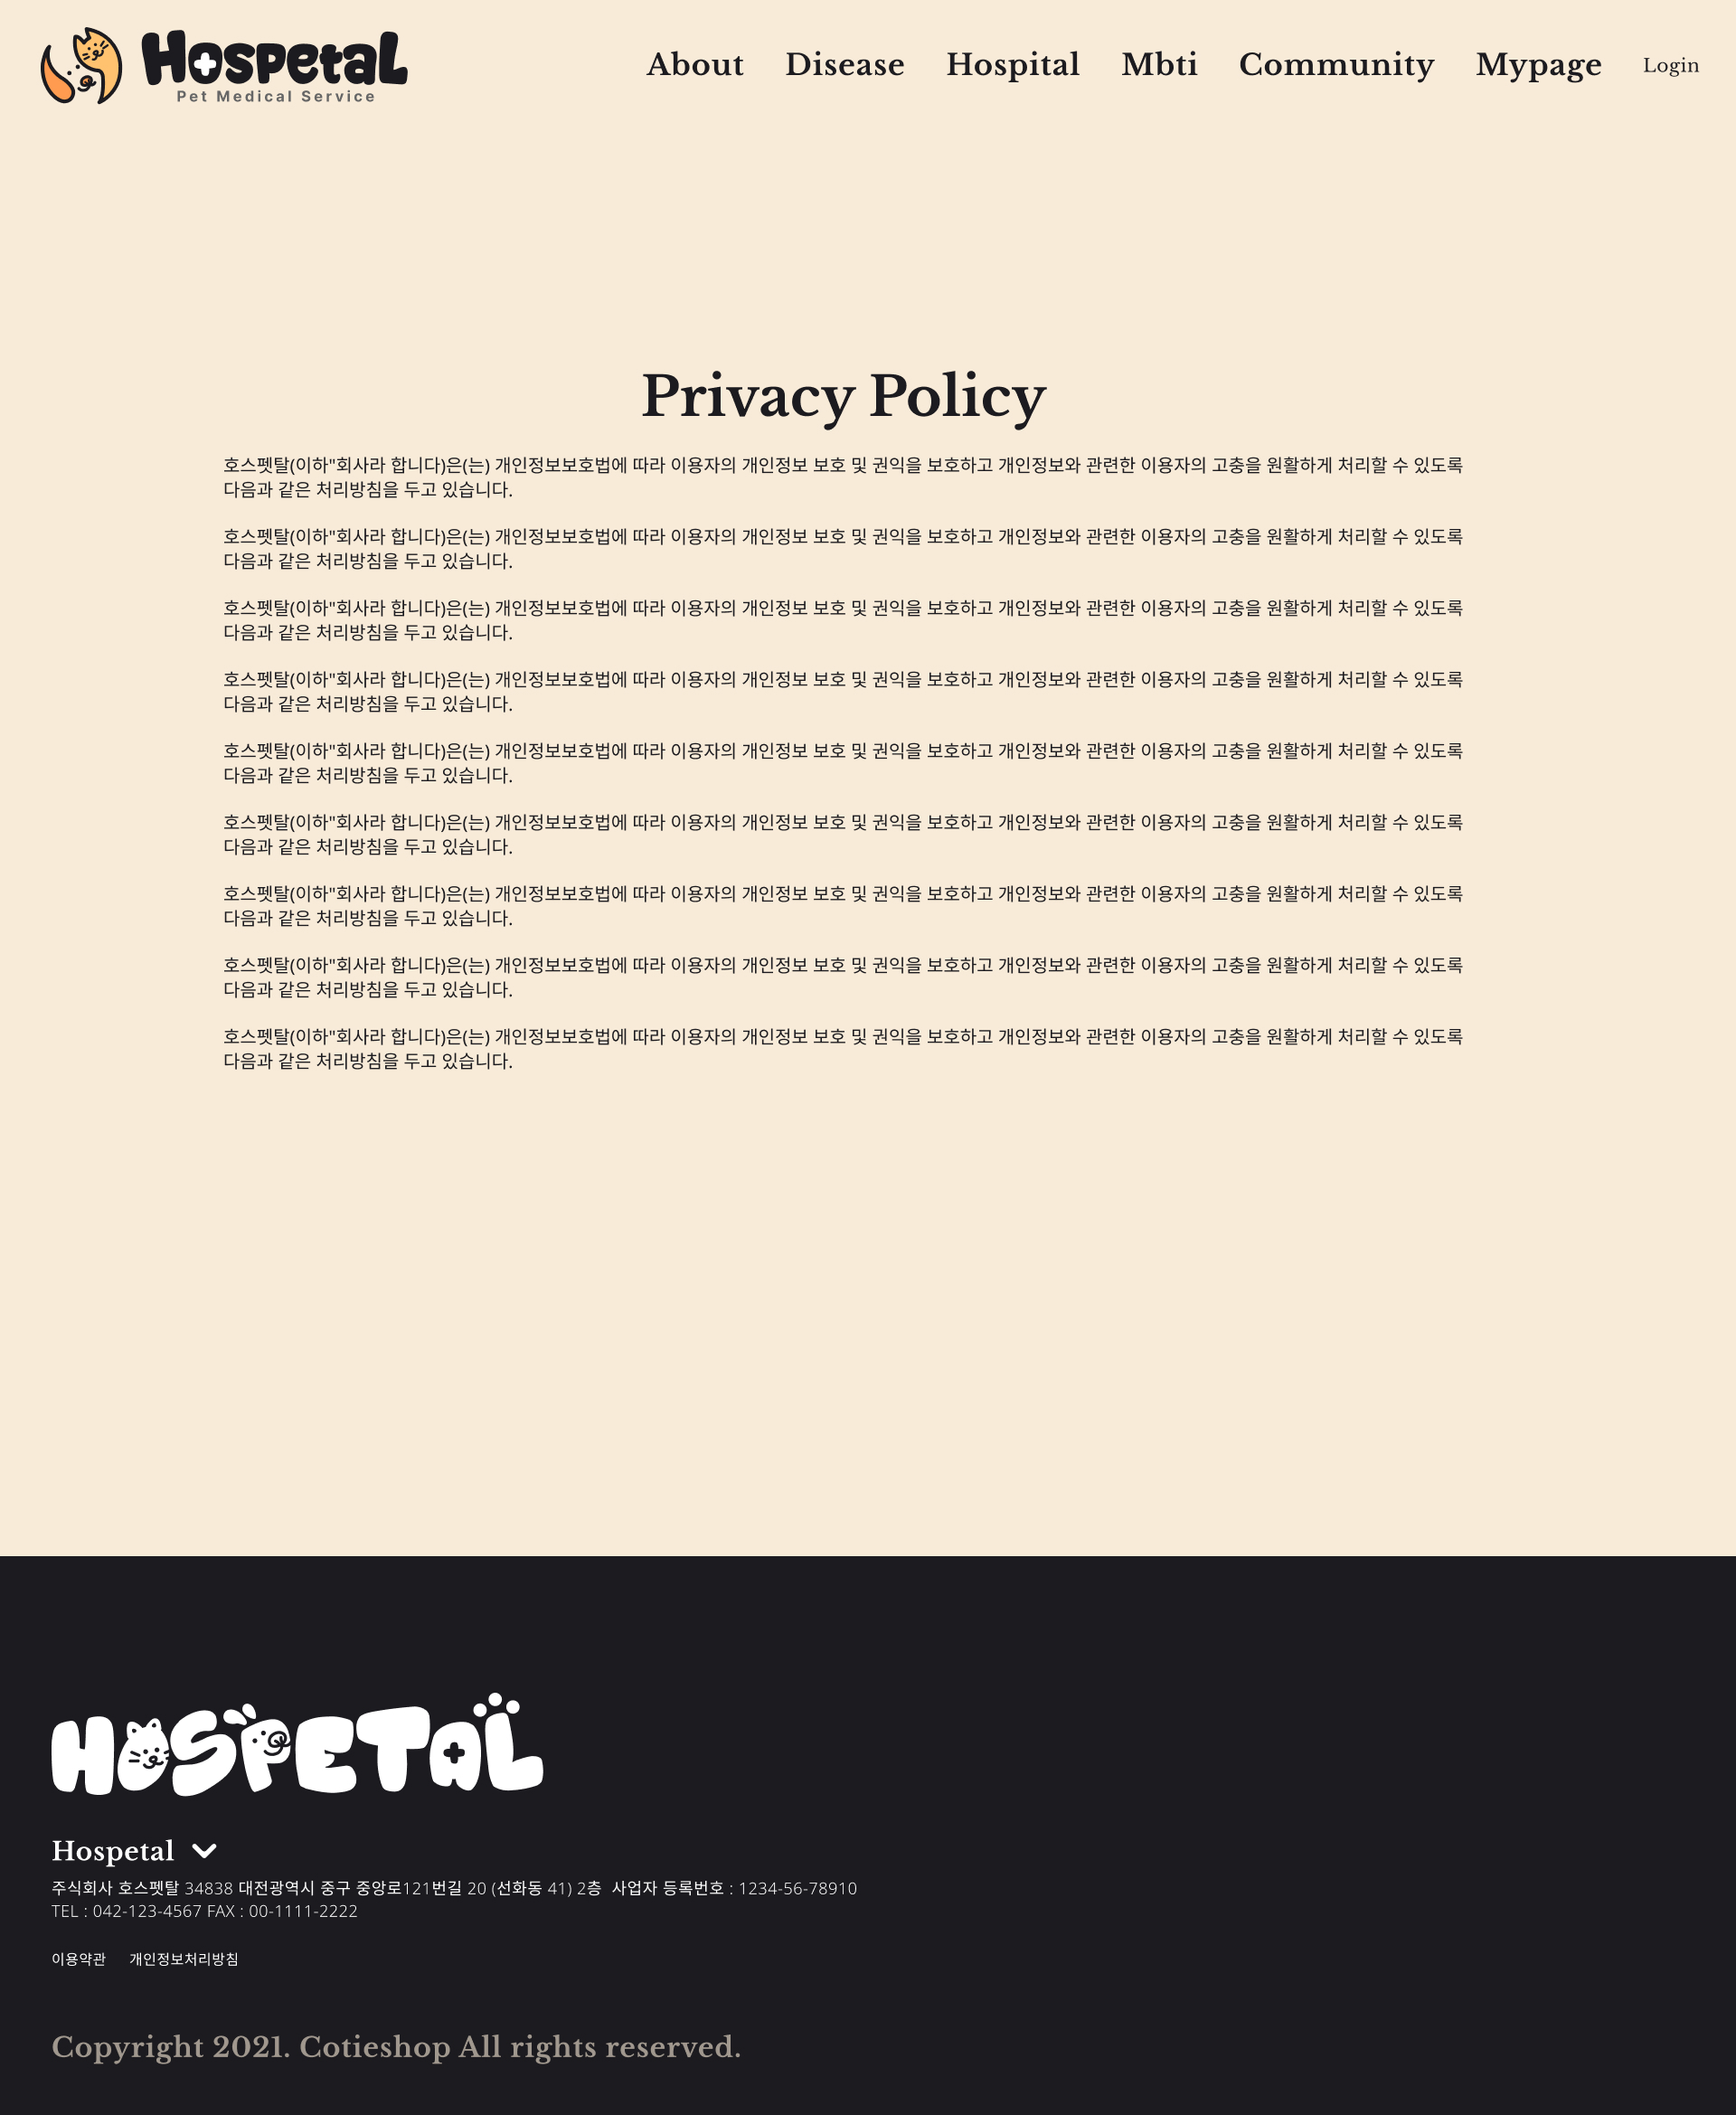 Hospetal
Pet Medical Service
About Disease Hospital Mbti Community Mypage Login
Privacy Policy
호스펫탈(이하"회사라 합니다)은(는) 개인정보보호법에 따라 이용자의 개인정보 보호 및 권익을 보호하고 개인정보와 관련한 이용자의 고충을 원활하게 처리할 수 있도록
다음과 같은 처리방침을 두고 있습니다.
호스펫탈(이하"회사라 합니다)은(는) 개인정보보호법에 따라 이용자의 개인정보 보호 및 권익을 보호하고 개인정보와 관련한 이용자의 고충을 원활하게 처리할 수 있도록
다음과 같은 처리방침을 두고 있습니다.
호스펫탈(이하"회사라 합니다)은(는) 개인정보보호법에 따라 이용자의 개인정보 보호 및 권익을 보호하고 개인정보와 관련한 이용자의 고충을 원활하게 처리할 수 있도록
다음과 같은 처리방침을 두고 있습니다.
호스펫탈(이하"회사라 합니다)은(는) 개인정보보호법에 따라 이용자의 개인정보 보호 및 권익을 보호하고 개인정보와 관련한 이용자의 고충을 원활하게 처리할 수 있도록
다음과 같은 처리방침을 두고 있습니다.
호스펫탈(이하"회사라 합니다)은(는) 개인정보보호법에 따라 이용자의 개인정보 보호 및 권익을 보호하고 개인정보와 관련한 이용자의 고충을 원활하게 처리할 수 있도록
다음과 같은 처리방침을 두고 있습니다.
호스펫탈(이하"회사라 합니다)은(는) 개인정보보호법에 따라 이용자의 개인정보 보호 및 권익을 보호하고 개인정보와 관련한 이용자의 고충을 원활하게 처리할 수 있도록
다음과 같은 처리방침을 두고 있습니다.
호스펫탈(이하"회사라 합니다)은(는) 개인정보보호법에 따라 이용자의 개인정보 보호 및 권익을 보호하고 개인정보와 관련한 이용자의 고충을 원활하게 처리할 수 있도록
다음과 같은 처리방침을 두고 있습니다.
호스펫탈(이하"회사라 합니다)은(는) 개인정보보호법에 따라 이용자의 개인정보 보호 및 권익을 보호하고 개인정보와 관련한 이용자의 고충을 원활하게 처리할 수 있도록
다음과 같은 처리방침을 두고 있습니다.
호스펫탈(이하"회사라 합니다)은(는) 개인정보보호법에 따라 이용자의 개인정보 보호 및 권익을 보호하고 개인정보와 관련한 이용자의 고충을 원활하게 처리할 수 있도록
다음과 같은 처리방침을 두고 있습니다.
HOSPETAL
Hospetal
주식회사 호스펫탈 34838 대전광역시 중구 중앙로121번길 20 (선화동 41) 2층 사업자 등록번호 : 1234-56-78910
TEL : 042-123-4567 FAX : 00-1111-2222
이용약관 개인정보처리방침
Copyright 2021. Cotieshop All rights reserved.